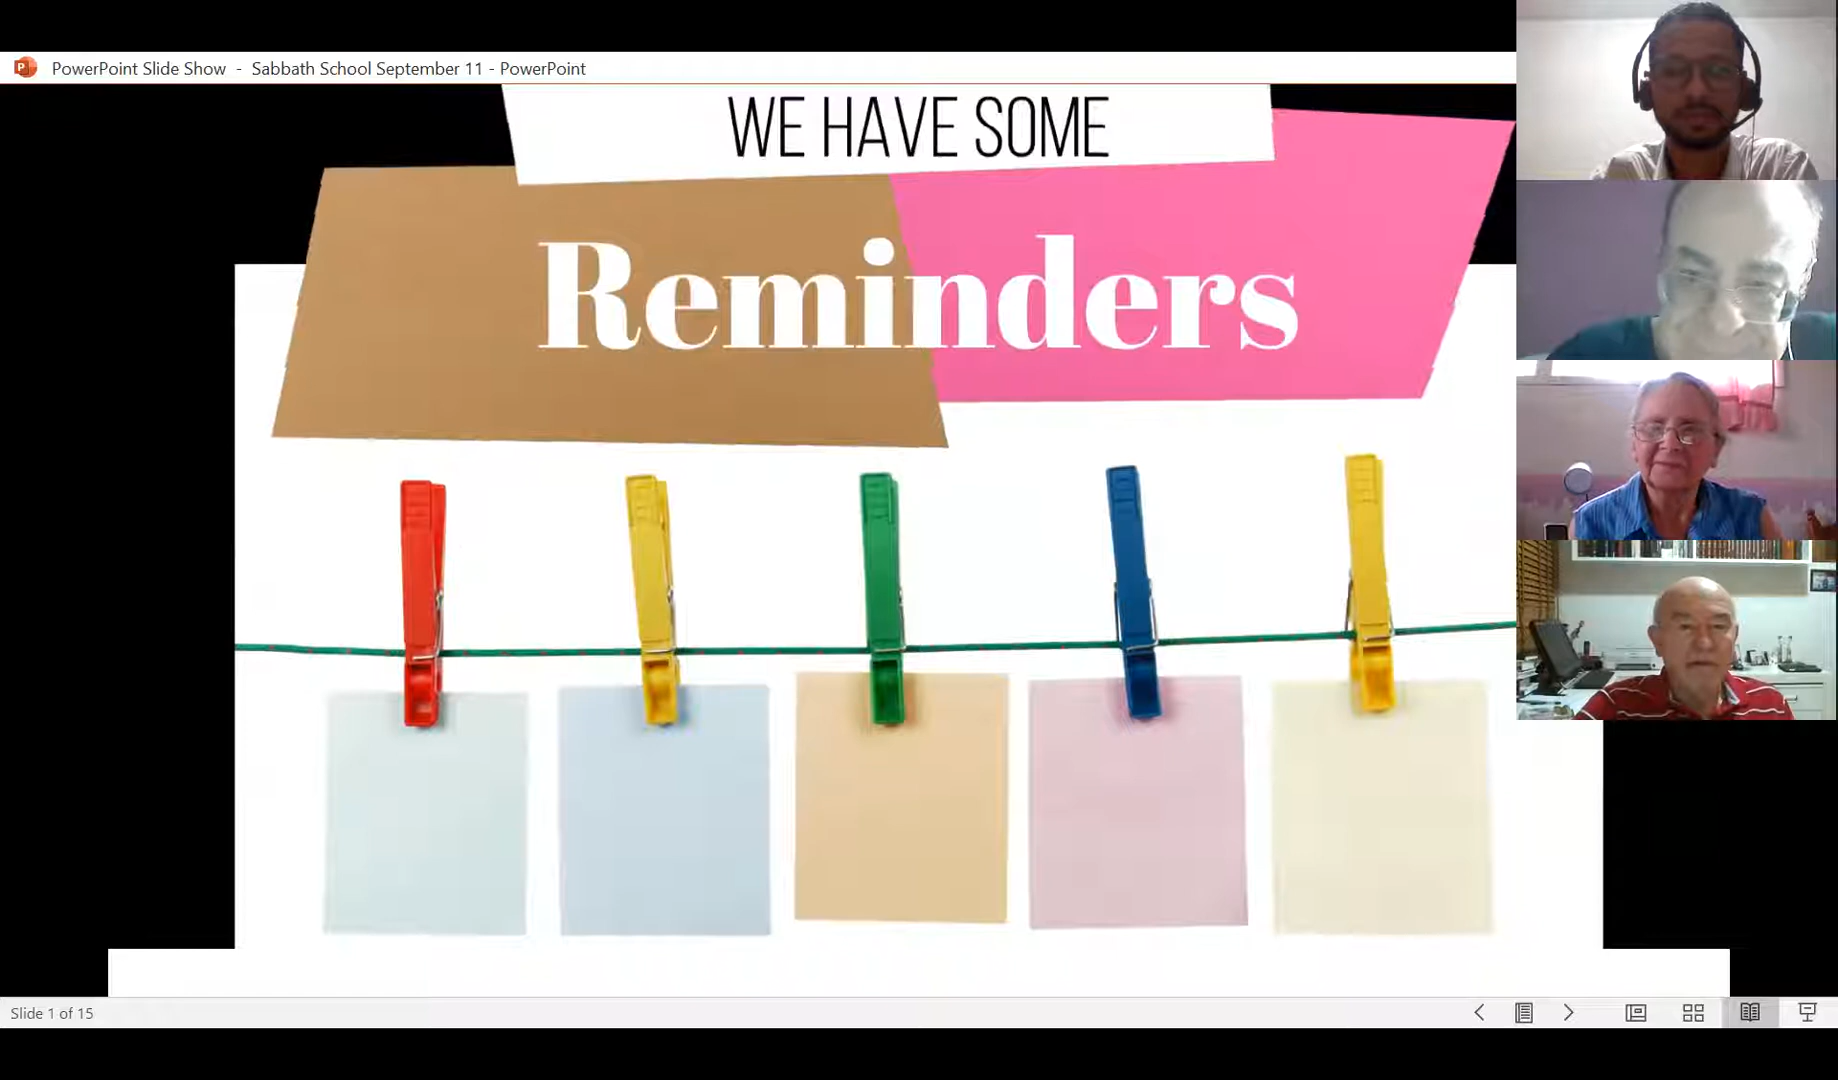 PowerPoint Slide Show - Sabbath School September 11 - PowerPoint
WE HAVE SOME
Reminders
Slide 1 of 15